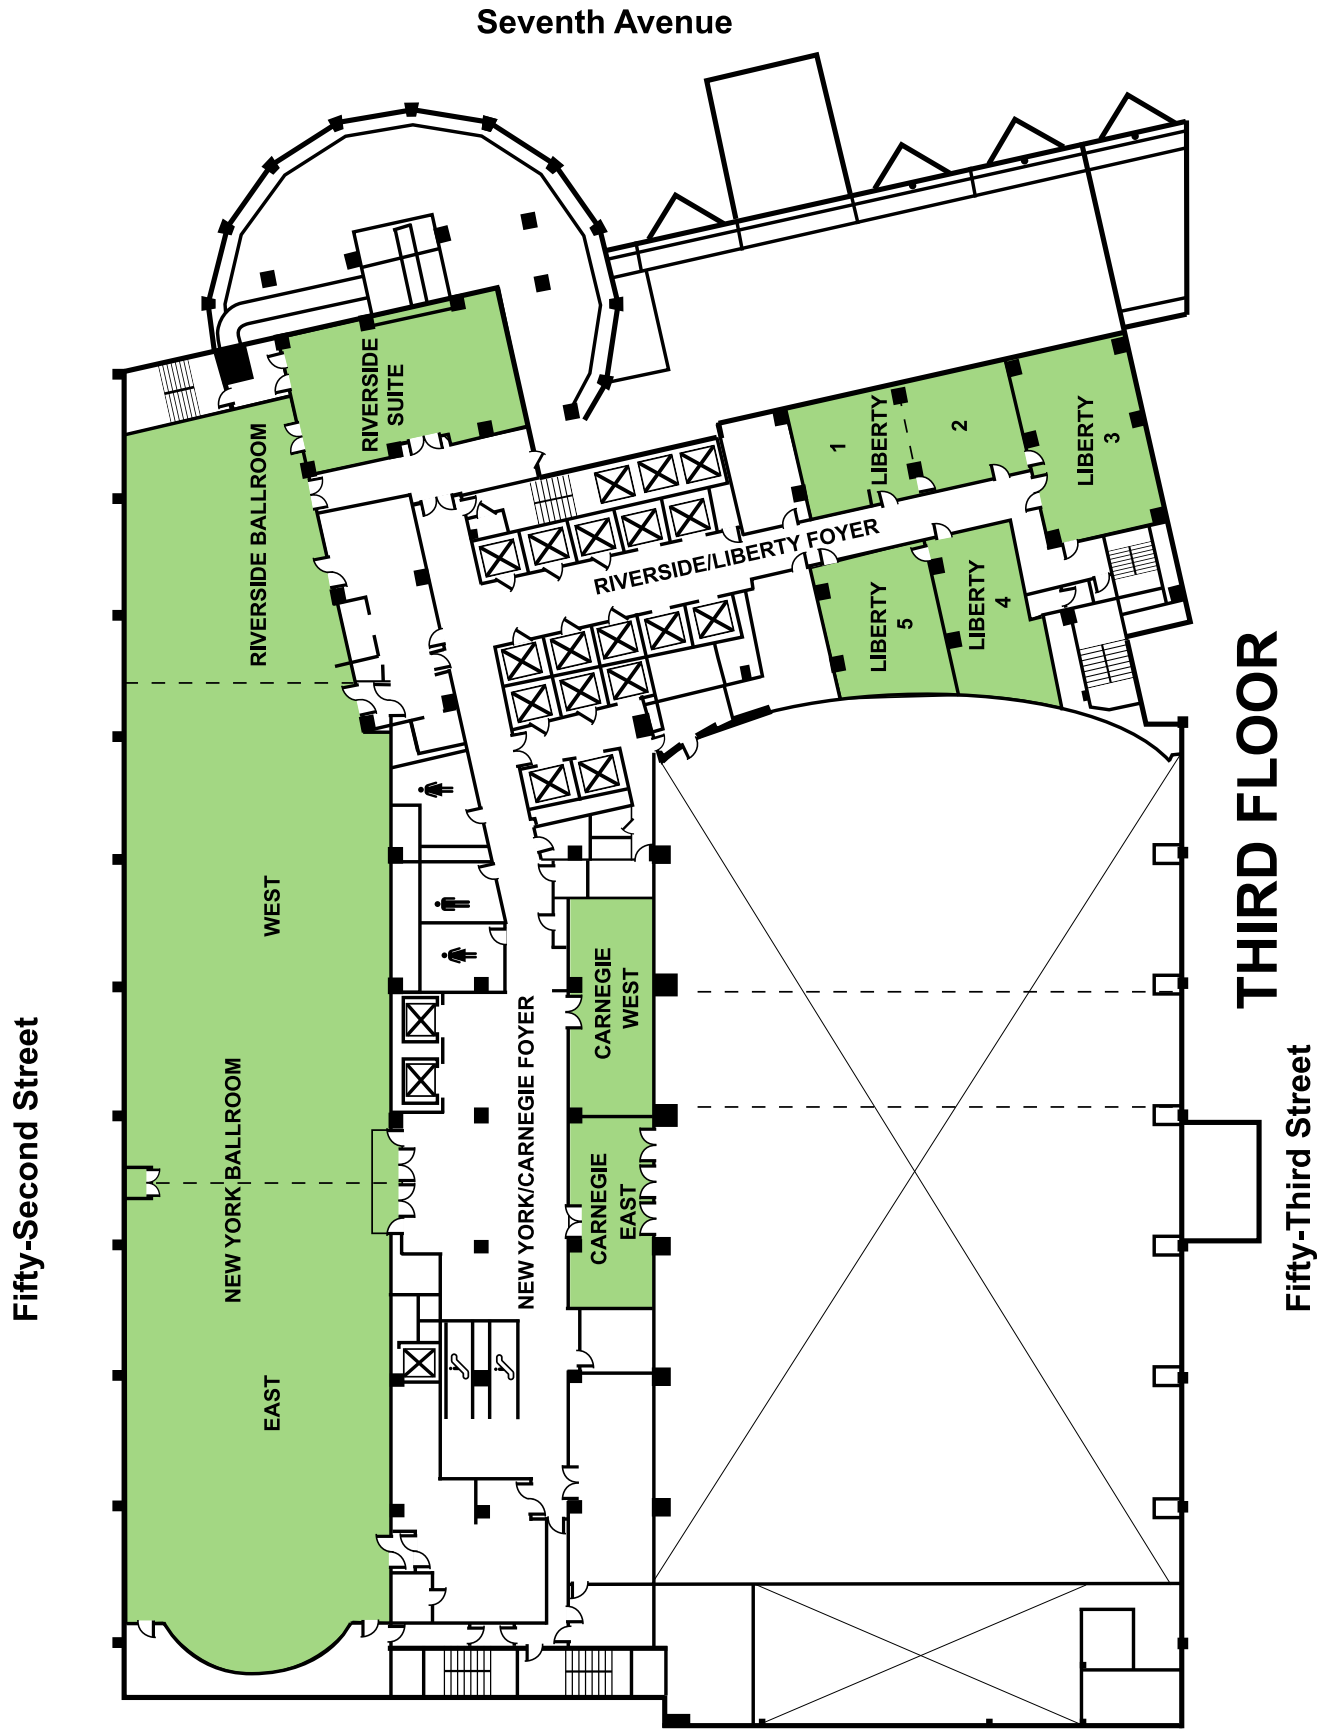 Seventh Avenue
RIVERSIDE
SUITE
RIVERSIDE BALLROOM
LIBERTY
1
2
LIBERTY
3
RIVERSIDE/LIBERTY FOYER
LIBERTY
5
LIBERTY
4
THIRD FLOOR
WEST
NEW YORK BALLROOM
EAST
NEW YORK/CARNEGIE FOYER
CARNEGIE
WEST
CARNEGIE
EAST
Fifty-Second Street
Fifty-Third Street